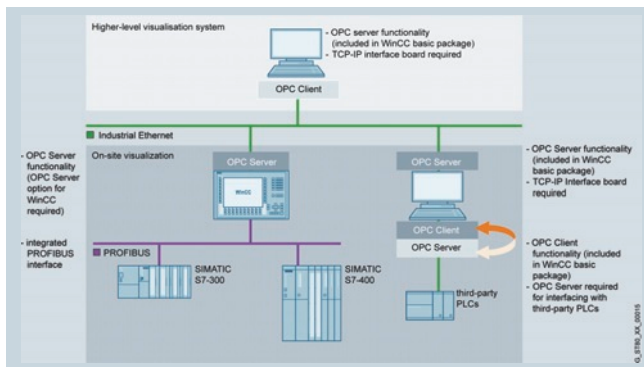 Higher-level visualisation system
- OPC server functionality
(included in WinCC
basic package)
- TCP-IP interface board
required
OPC Client
Industrial Ethernet
- OPC Server
functionality
(OPC Server
option for
WinCC
required)
- integrated
PROFIBUS
interface
On-site visualization
OPC Server
WinCC
PROFIBUS
SIMATIC
S7-300
SIMATIC
S7-400
OPC Server
OPC Client
OPC Server
third-party
PLCs
- OPC Server functionality
(included in WinCC
basic package)
- TCP-IP Interface board
required
- OPC Client
functionality (included
in WinCC basic
package)
- OPC Server required
for interfacing with
third-party PLCs
G_ST80_XX_00015